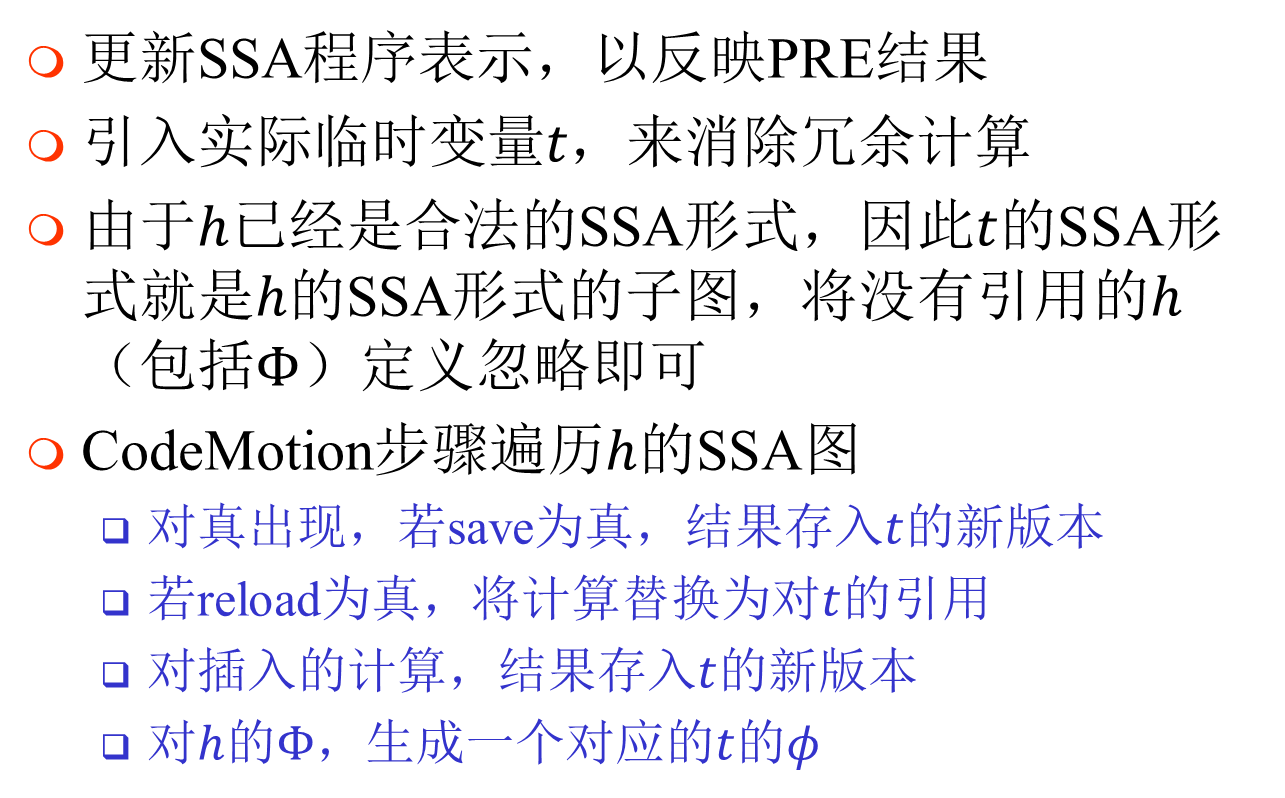 更新SSA程序表示，以反映PRE结果
引入实际临时变量t，来消除冗余计算
由于h已经是合法的SSA形式，因此t的SSA形
式就是h的SSA形式的子图，将没有引用的h
（包括Φ）定义忽略即可
CodeMotion步骤遍历h的SSA图
对真出现，若save为真，结果存入t的新版本
若reload为真，将计算替换为对t的引用
对插入的计算，结果存入t的新版本
对h的Φ，生成一个对应的t的ϕ